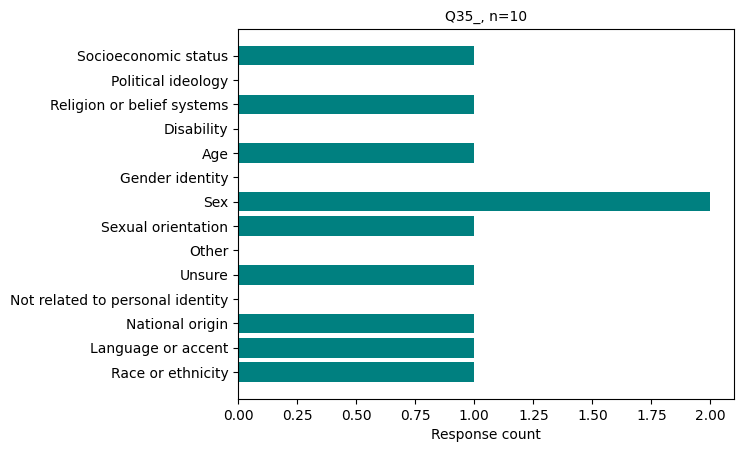 Q35_, n=10
Socioeconomic status
Political ideology
Religion or belief systems
Disability
Age
Gender identity
Sex
Sexual orientation
Other
Unsure
Not related to personal identity
National origin
Language or accent
Race or ethnicity
0.00 0.25 0.50 0.75 1.00 1.25 1.50 1.75 2.00
Response count